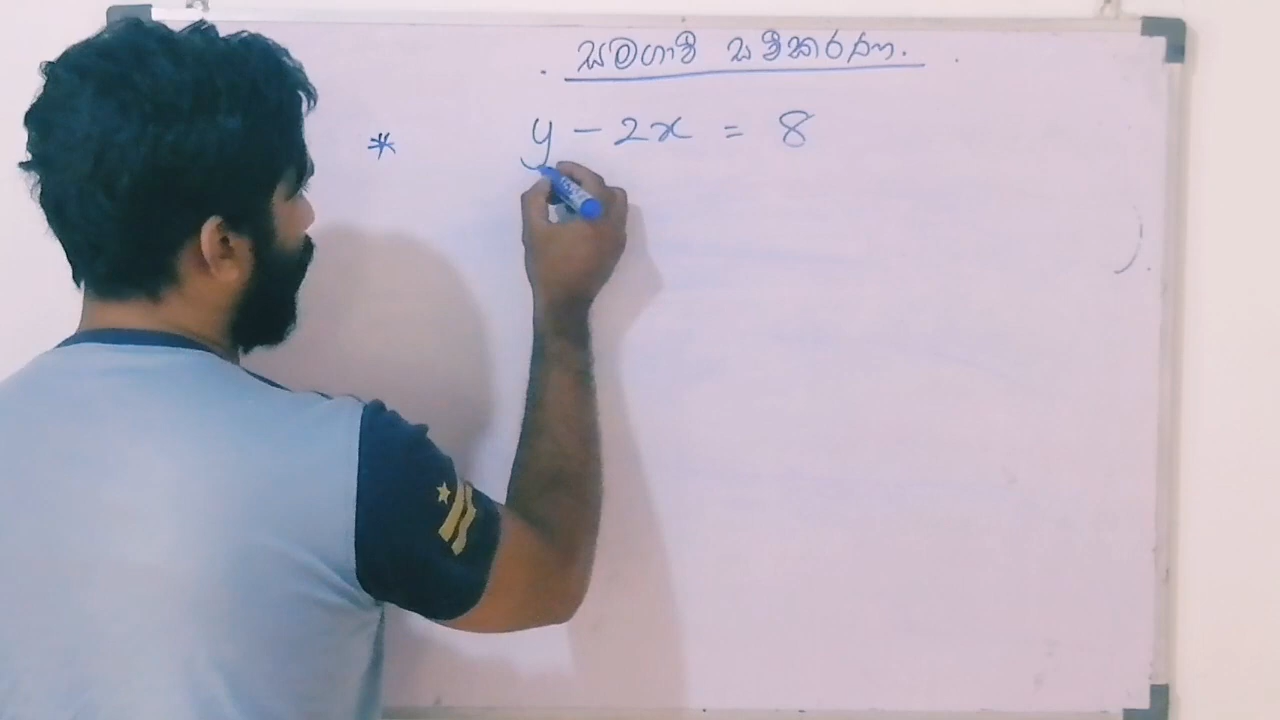 . සමගාමී සමීකරණ. .
* y - 2x = 8